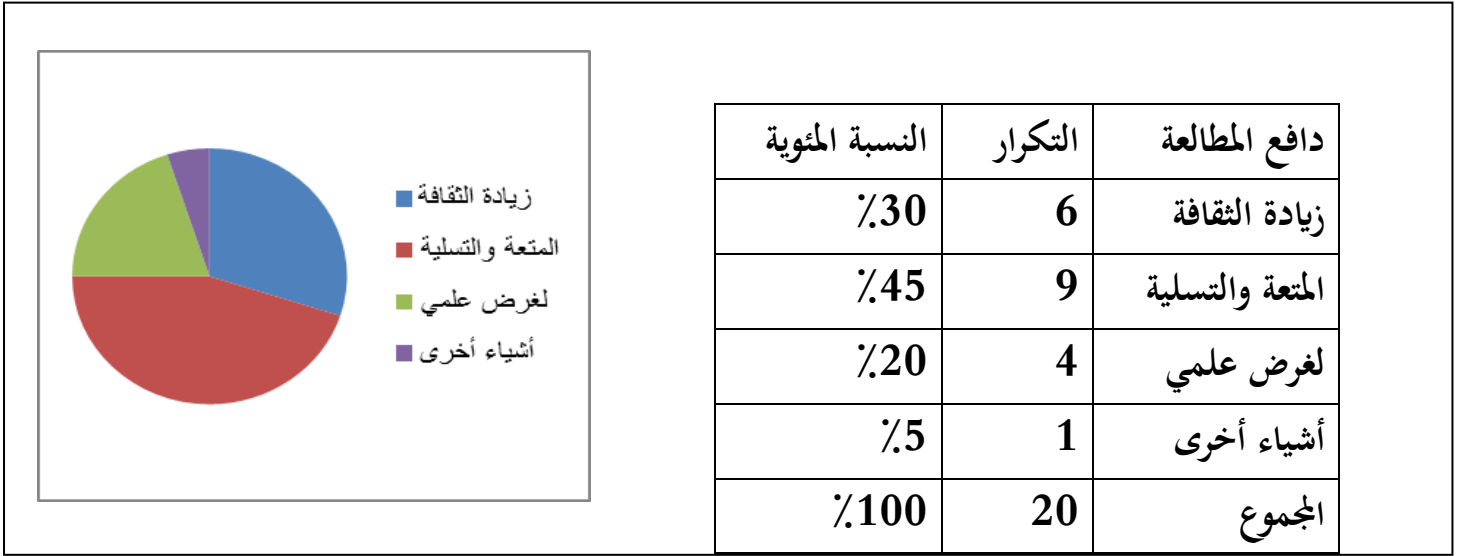 دافع المطالعة التكرار النسبة المئوية
زيادة الثقافة 6 30٪
المتعة والتسلية 9 45٪
لغرض علمي 4 20٪
أشياء أخرى 1 5٪
المجموع 20 100٪
زيادة الثقافة
المتعة والتسلية
لغرض علمي
أشياء أخرى